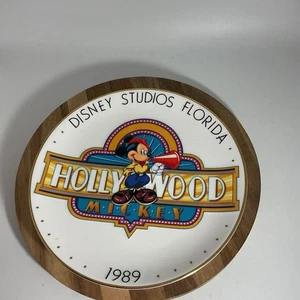 DISNEY STUDIOS FLORIDA
HOLLYWOOD
MICKEY
1989